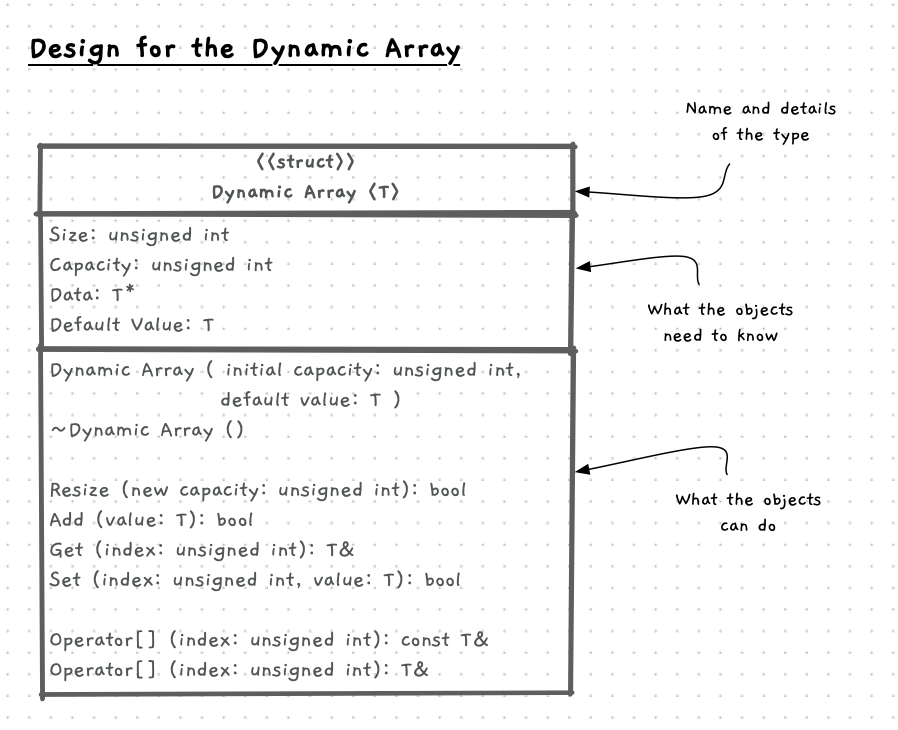 Design for the Dynamic Array
Name and details
of the type
⟨⟨struct⟩⟩
Dynamic Array ⟨T⟩
Size: unsigned int
Capacity: unsigned int
Data: T*
Default Value: T
What the objects
need to know
Dynamic Array ( initial capacity: unsigned int,
default value: T )
~Dynamic Array ()
Resize (new capacity: unsigned int): bool
Add (value: T): bool
Get (index: unsigned int): T&
Set (index: unsigned int, value: T): bool
What the objects
can do
Operator[] (index: unsigned int): const T&
Operator[] (index: unsigned int): T&